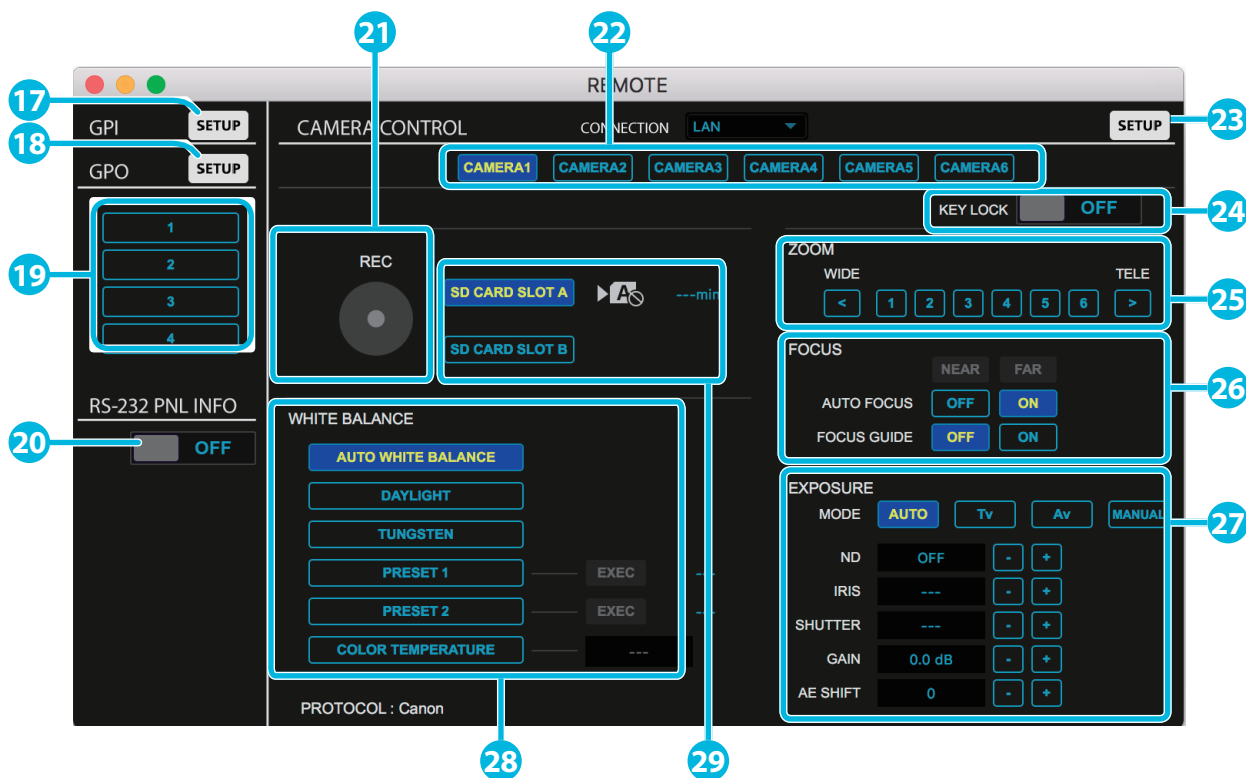 21
22
REMOTE
17
GPI SETUP
CAMERA CONTROL
CONNECTION LAN
SETUP
23
18
GPO SETUP
CAMERA1 CAMERA2 CAMERA3 CAMERA4 CAMERA5 CAMERA6
KEY LOCK OFF
24
19
1
2
3
4
REC
SD CARD SLOT A
A
---min
SD CARD SLOT B
ZOOM
WIDE TELE
< 1 2 3 4 5 6 >
25
FOCUS
NEAR FAR
AUTO FOCUS OFF ON
FOCUS GUIDE OFF ON
26
RS-232 PNL INFO
20
OFF
WHITE BALANCE
AUTO WHITE BALANCE
DAYLIGHT
TUNGSTEN
PRESET 1 EXEC ---
PRESET 2 EXEC ---
COLOR TEMPERATURE ---
EXPOSURE
MODE AUTO Tv Av MANUAL
27
ND OFF - +
IRIS --- - +
SHUTTER --- - +
GAIN 0.0 dB - +
AE SHIFT 0 - +
PROTOCOL : Canon
28
29